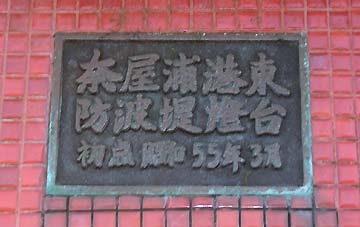 奈屋浦港東
防波堤燈台
初点 昭和 55年3月